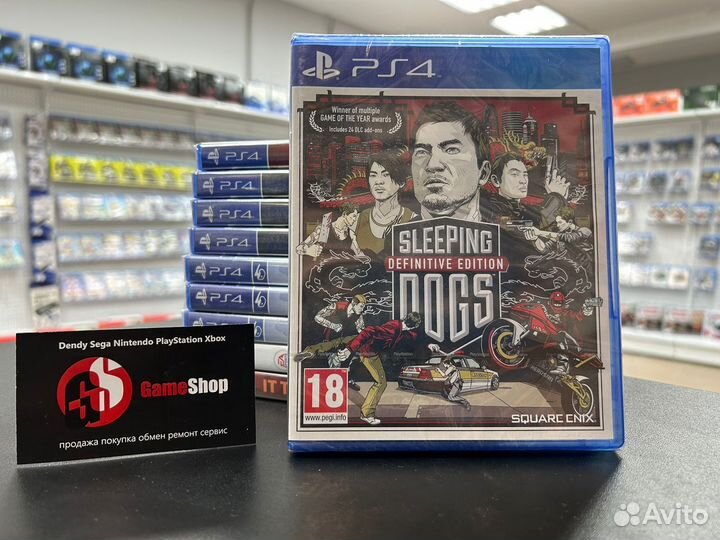 PS4
Winner of multiple
GAME OF THE YEAR awards
Includes 24 DLC add-ons
SLEEPING
DEFINITIVE EDITION
DOGS
18
www.pegi.info
SQUARE ENIX
PS4
PS4
PS4
PS4
PS4
PS4
IT T
Dendy Sega Nintendo PlayStation Xbox
GameShop
продажа покупка обмен ремонт сервис
Avito